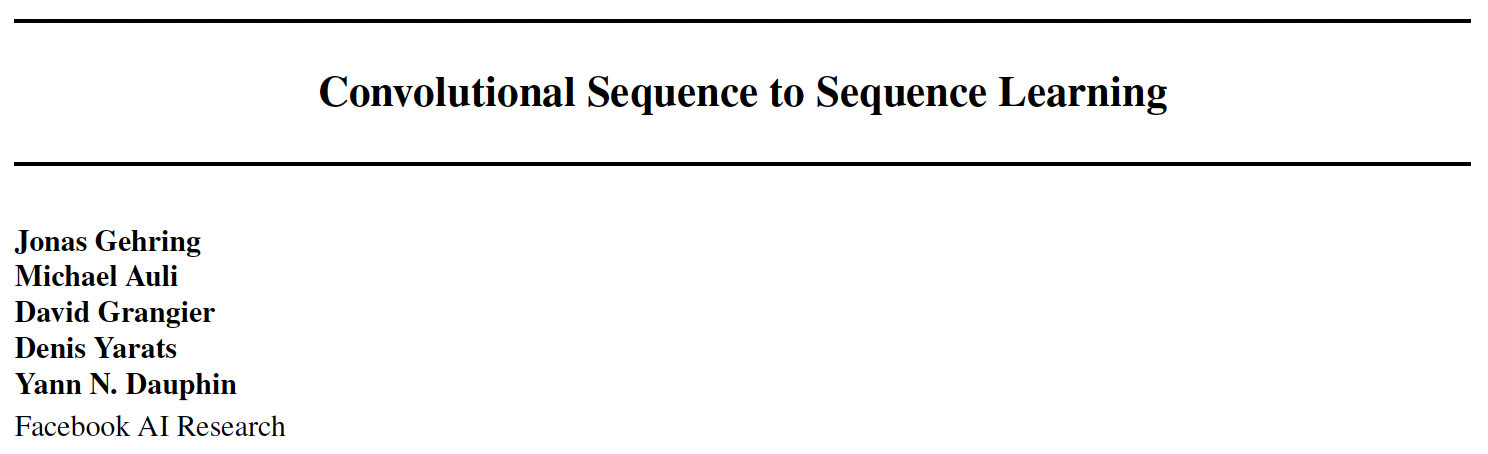 Convolutional Sequence to Sequence Learning
Jonas Gehring
Michael Auli
David Grangier
Denis Yarats
Yann N. Dauphin
Facebook AI Research